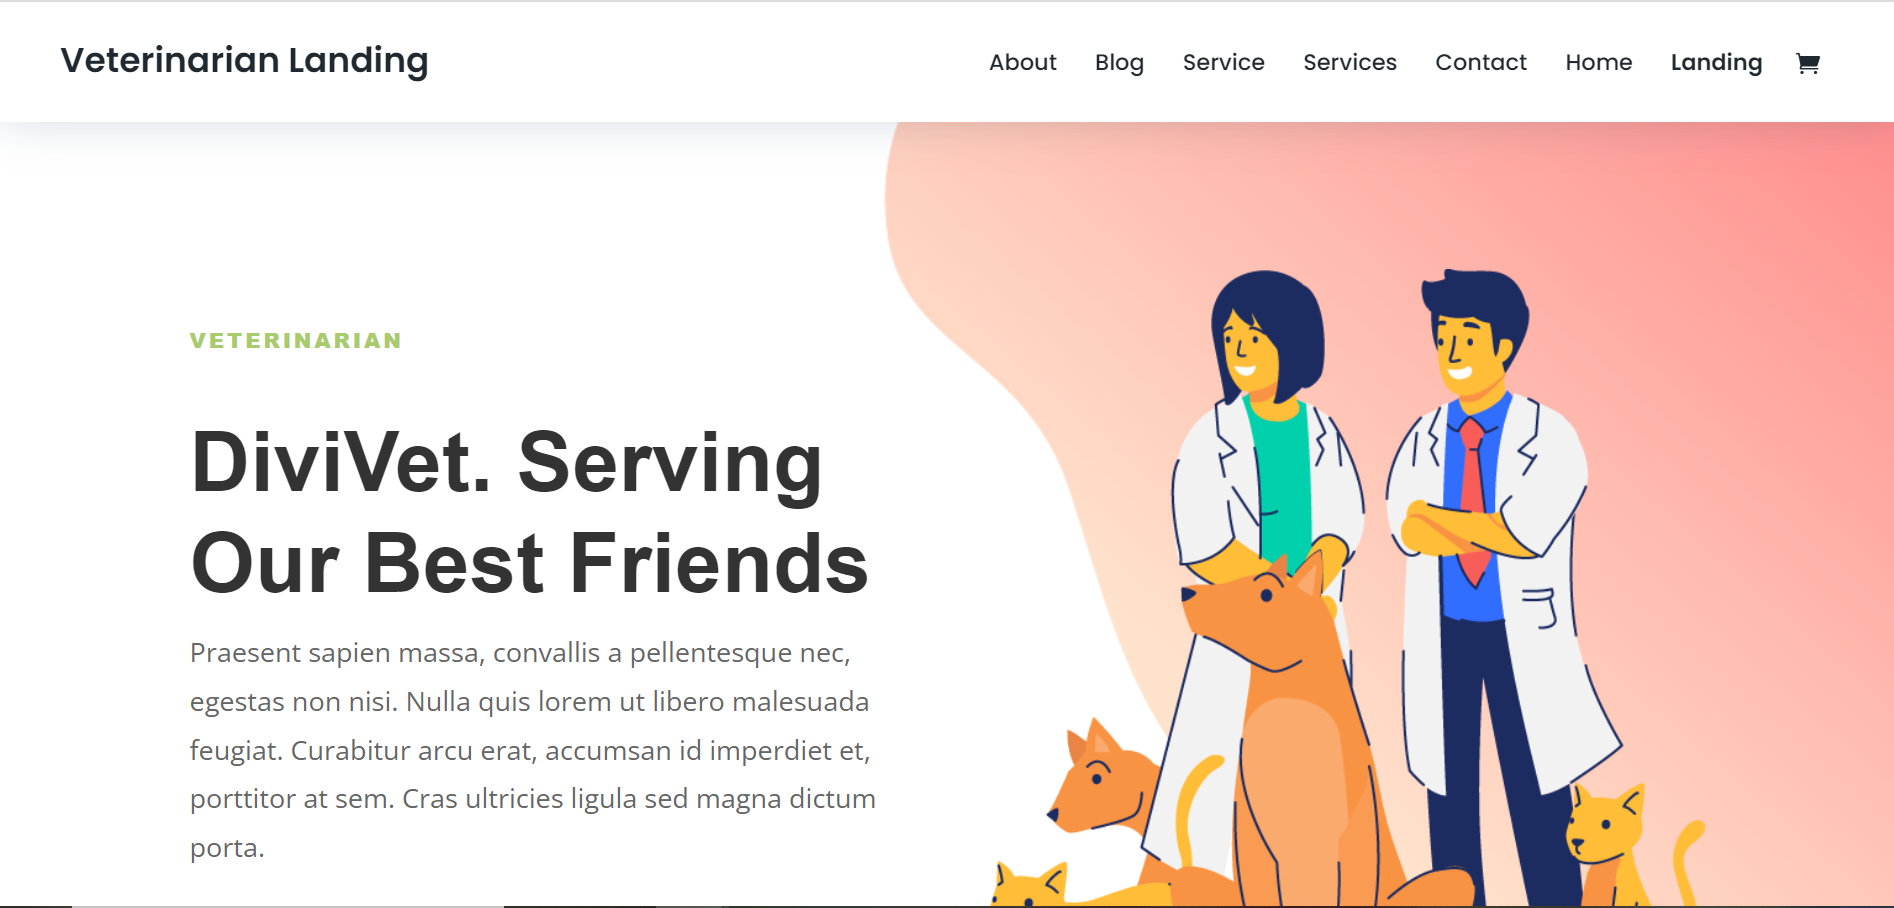 Veterinarian Landing
About Blog Service Services Contact Home Landing
VETERINARIAN
DiviVet. Serving
Our Best Friends
Praesent sapien massa, convallis a pellentesque nec,
egestas non nisi. Nulla quis lorem ut libero malesuada
feugiat. Curabitur arcu erat, accumsan id imperdiet et,
porttitor at sem. Cras ultricies ligula sed magna dictum
porta.